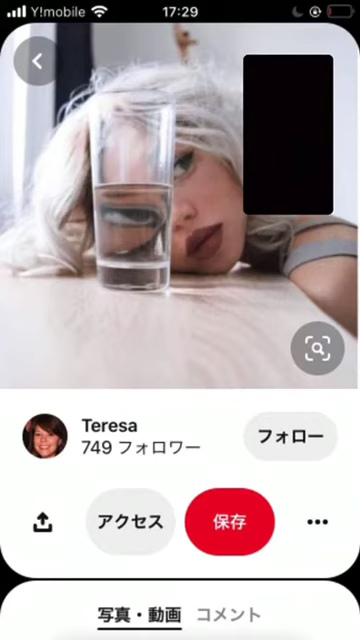 Y!mobile 17:29
Teresa
749 フォロワー
フォロー
アクセス 保存
写真・動画 コメント